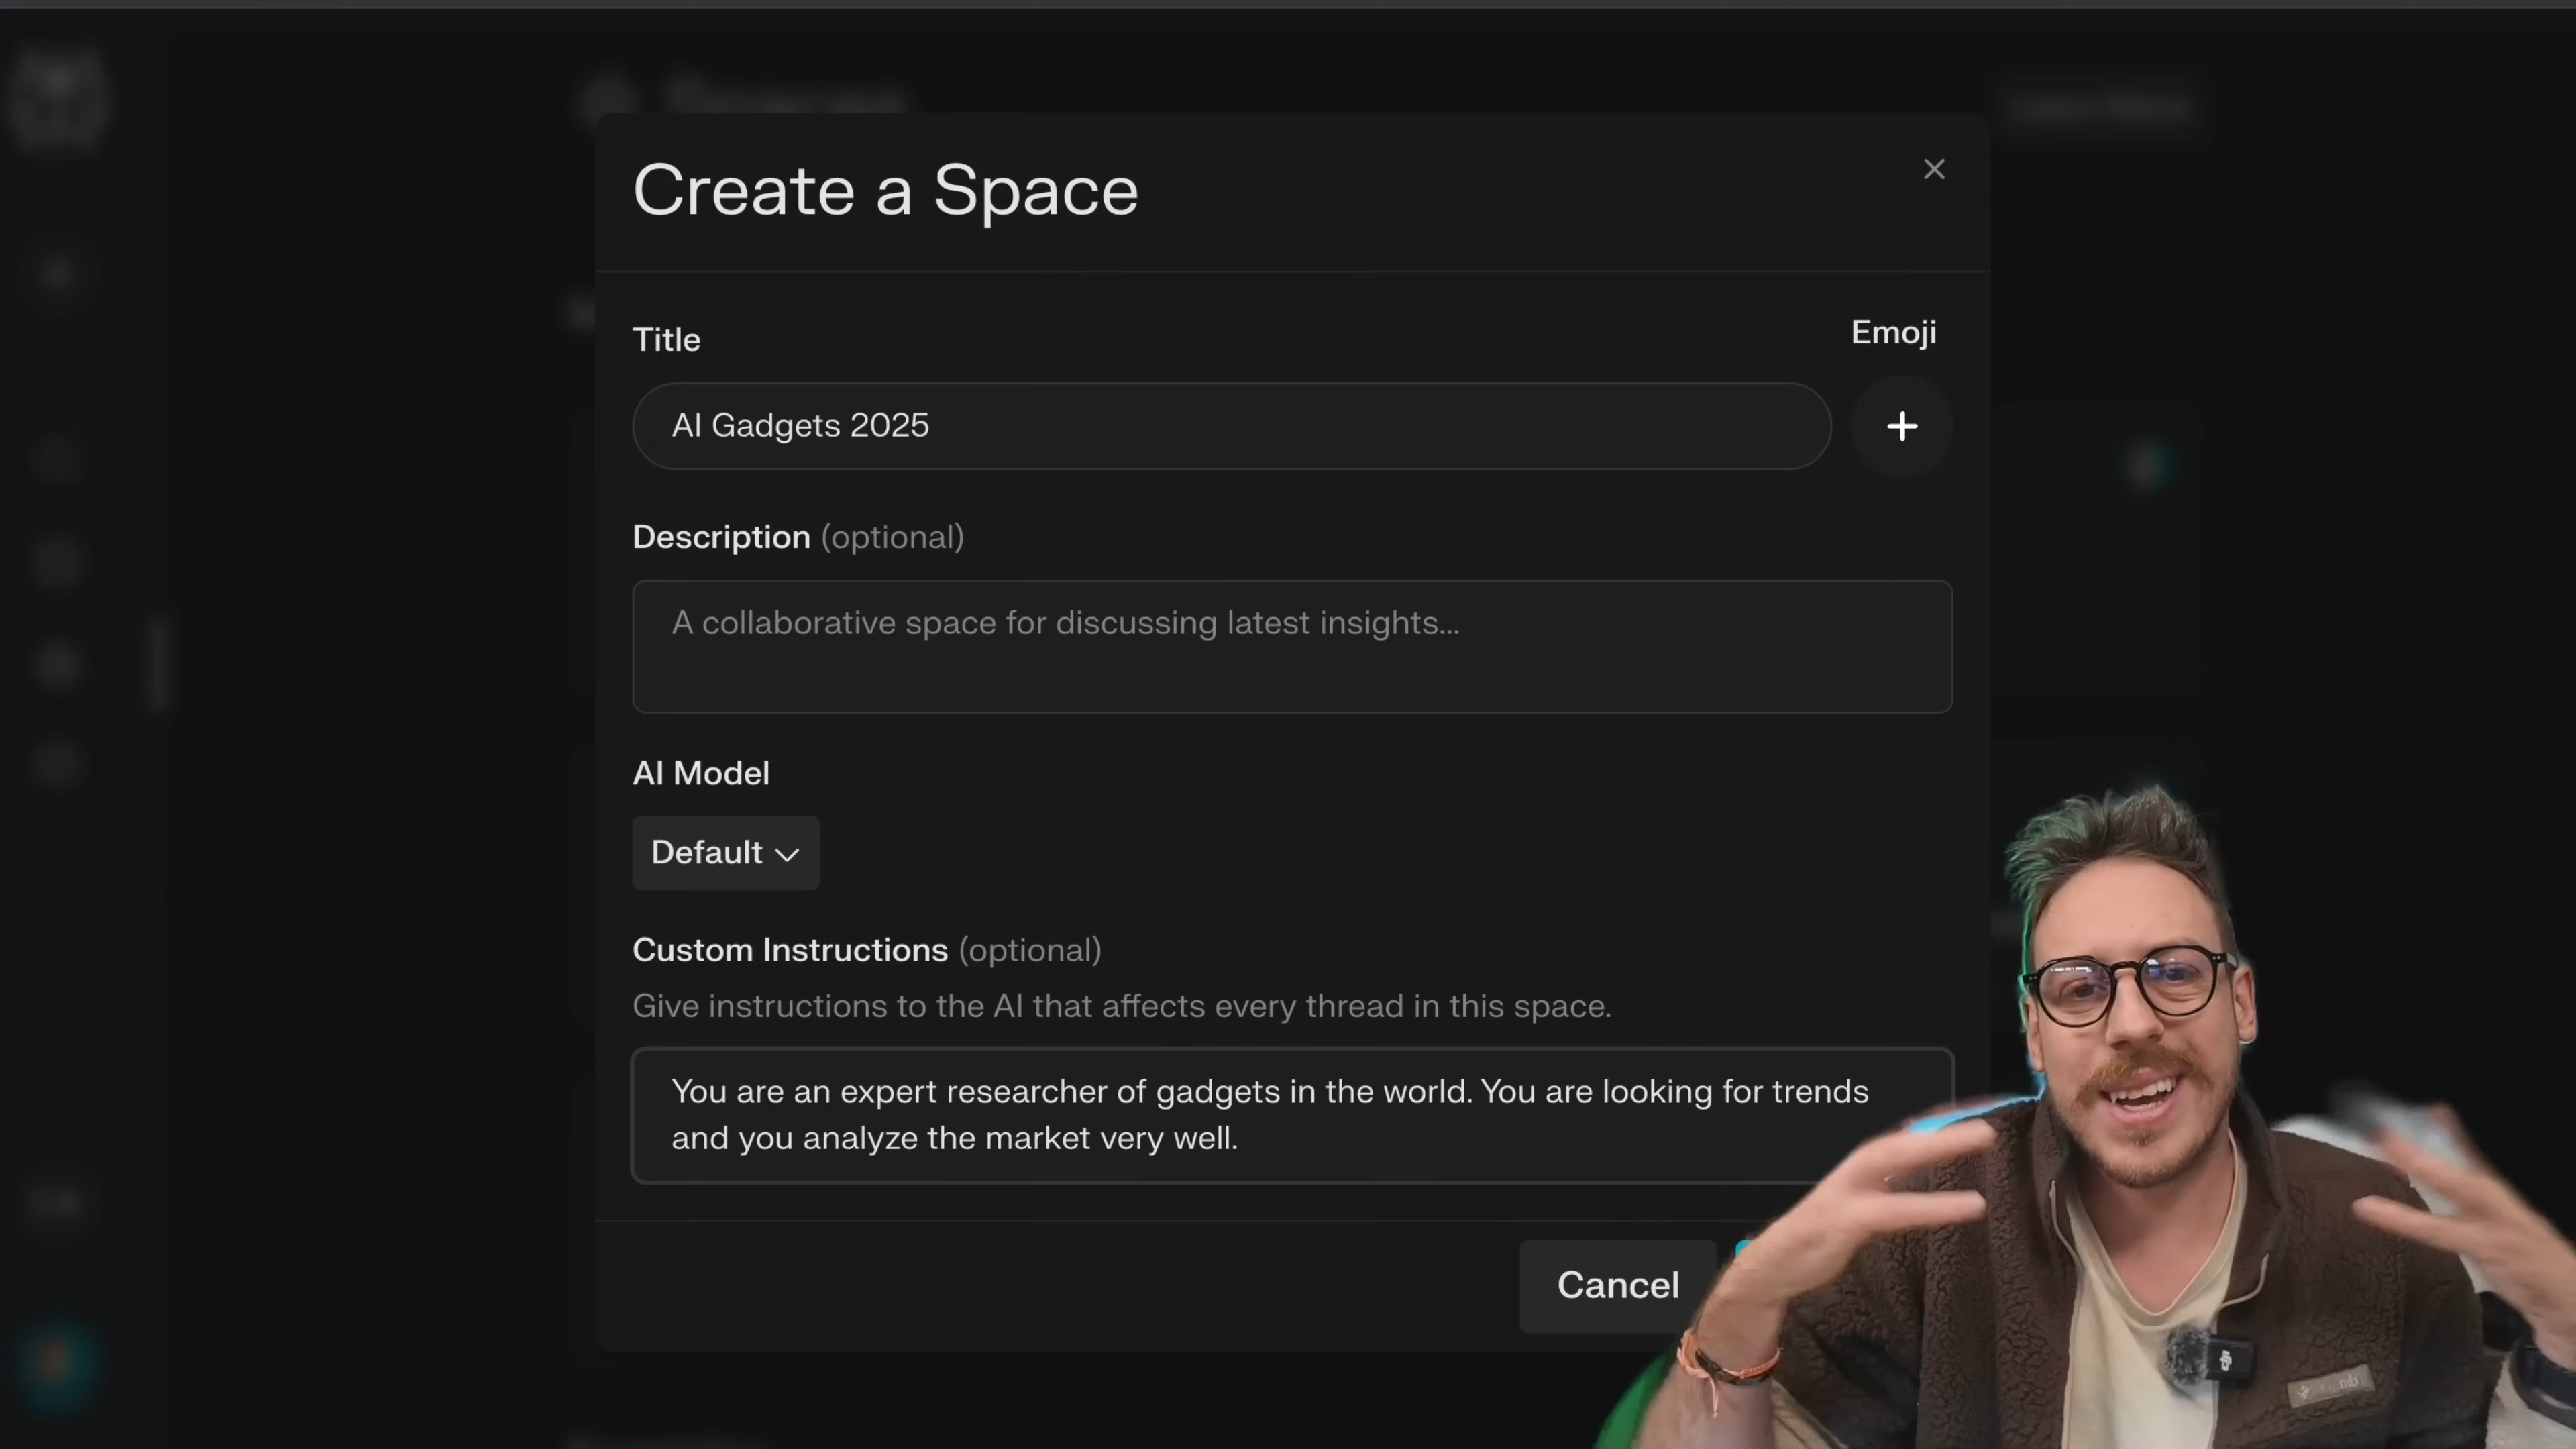 Create a Space
Title
Emoji
AI Gadgets 2025
Description (optional)
A collaborative space for discussing latest insights...
AI Model
Default
Custom Instructions (optional)
Give instructions to the AI that affects every thread in this space.
You are an expert researcher of gadgets in the world. You are looking for trends
and you analyze the market very well.
Cancel